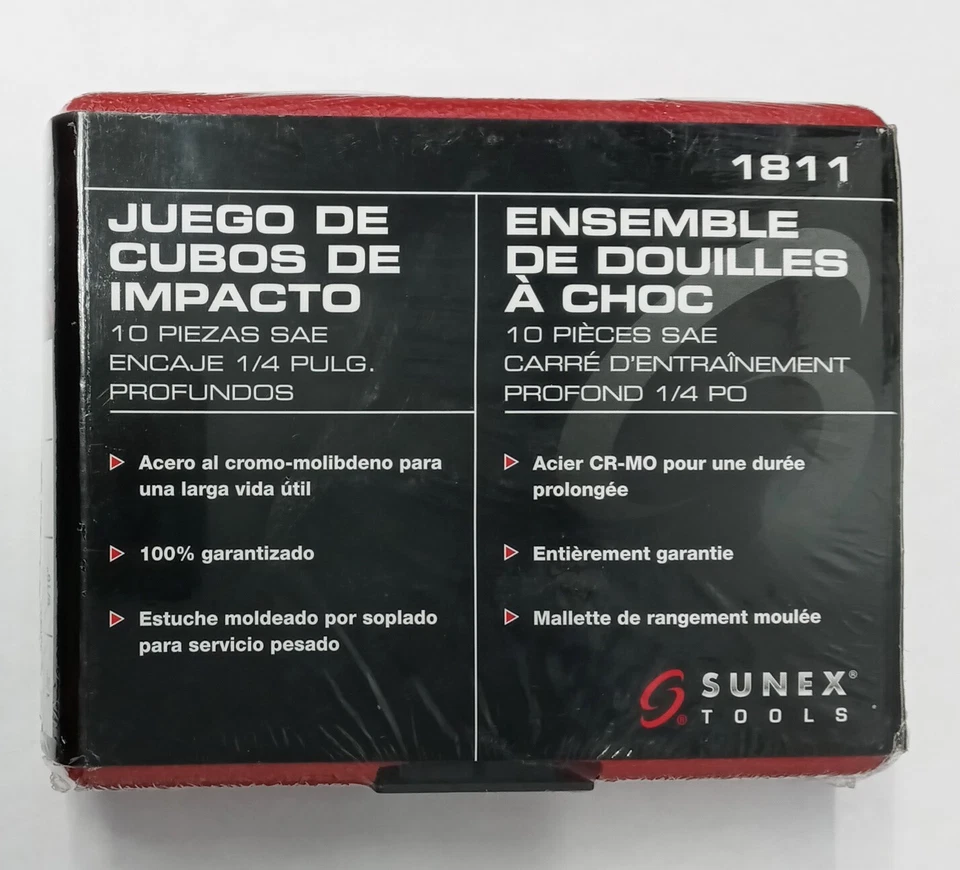 1811
JUEGO DE
CUBOS DE
IMPACTO
10 PIEZAS SAE
ENCAJE 1/4 PULG.
PROFUNDOS
Acero al cromo-molibdeno para
una larga vida útil
100% garantizado
Estuche moldeado por soplado
para servicio pesado
ENSEMBLE
DE DOUILLES
À CHOC
10 PIÈCES SAE
CARRÉ D'ENTRAÎNEMENT
PROFOND 1/4 PO
Acier CR-MO pour une durée
prolongée
Entièrement garantie
Mallette de rangement moulée
SUNEX®
TOOLS